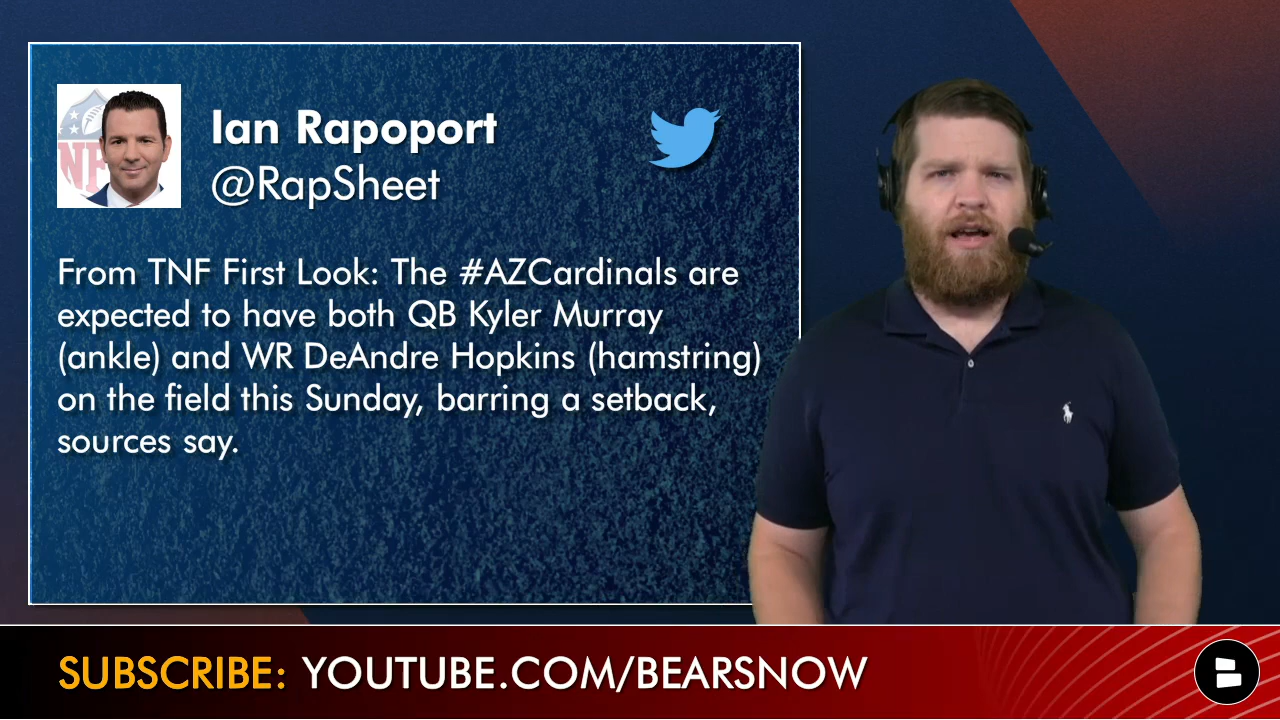 Ian Rapoport
@RapSheet
From TNF First Look: The #AZCardinals are
expected to have both QB Kyler Murray
(ankle) and WR DeAndre Hopkins (hamstring)
on the field this Sunday, barring a setback,
sources say.
SUBSCRIBE: YOUTUBE.COM/BEARSNOW